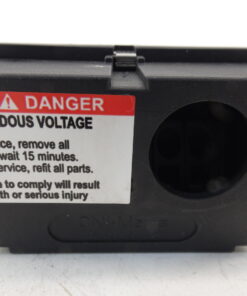 ⚠ DANGER
DOUS VOLTAGE
ce, remove all
wait 15 minutes.
ervice, refit all parts.
to comply will result
th or serious injury